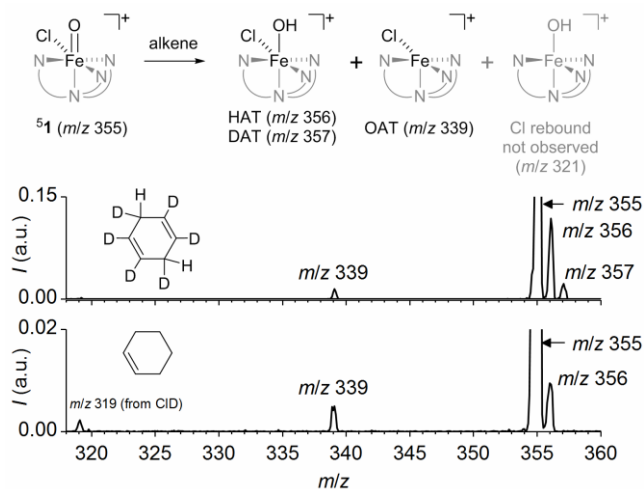 O ]+ alkene OH ]+ ]+ OH ]+
Cl Cl Cl
Fe N Fe N + Fe N + Fe N
N N N N N N N N N N N N
⁵1 (m/z 355) HAT (m/z 356) OAT (m/z 339) Cl rebound
DAT (m/z 357) not observed
(m/z 321)
0.15
H
D D m/z 355
m/z 356
I (a.u.)
D D
m/z 339 m/z 357
H
D D
0.00
0.02
m/z 355
I (a.u.)
m/z 339 m/z 356
m/z 319 (from CID)
0.00
320 325 330 335 340 345 350 355 360
m/z